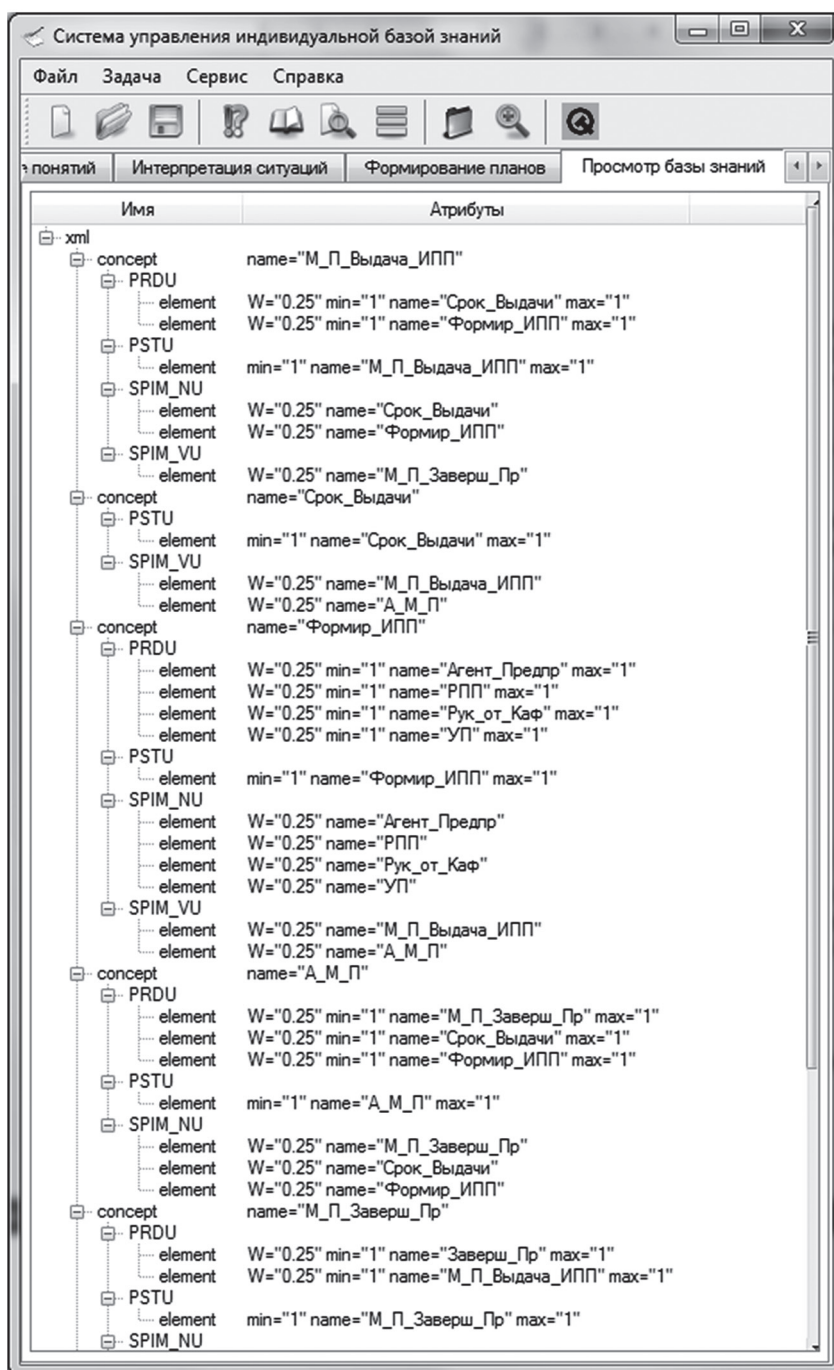 Система управления индивидуальной базой знаний
Файл Задача Сервис Справка
е понятий Интерпретация ситуаций Формирование планов Просмотр базы знаний
Имя Атрибуты
xml
concept name="М_П_Выдача_ИПП"
PRDU
element W="0.25" min="1" name="Срок_Выдачи" max="1"
element W="0.25" min="1" name="Формир_ИПП" max="1"
PSTU
element min="1" name="М_П_Выдача_ИПП" max="1"
SPIM_NU
element W="0.25" name="Срок_Выдачи"
element W="0.25" name="Формир_ИПП"
SPIM_VU
element W="0.25" name="М_П_Заверш_Пр"
concept name="Срок_Выдачи"
PSTU
element min="1" name="Срок_Выдачи" max="1"
SPIM_VU
element W="0.25" name="М_П_Выдача_ИПП"
element W="0.25" name="А_М_П"
concept name="Формир_ИПП"
PRDU
element W="0.25" min="1" name="Агент_Предпр" max="1"
element W="0.25" min="1" name="РПП" max="1"
element W="0.25" min="1" name="Рук_от_Каф" max="1"
element W="0.25" min="1" name="УП" max="1"
PSTU
element min="1" name="Формир_ИПП" max="1"
SPIM_NU
element W="0.25" name="Агент_Предпр"
element W="0.25" name="РПП"
element W="0.25" name="Рук_от_Каф"
element W="0.25" name="УП"
SPIM_VU
element W="0.25" name="М_П_Выдача_ИПП"
element W="0.25" name="А_М_П"
concept name="А_М_П"
PRDU
element W="0.25" min="1" name="М_П_Заверш_Пр" max="1"
element W="0.25" min="1" name="Срок_Выдачи" max="1"
element W="0.25" min="1" name="Формир_ИПП" max="1"
PSTU
element min="1" name="А_М_П" max="1"
SPIM_NU
element W="0.25" name="М_П_Заверш_Пр"
element W="0.25" name="Срок_Выдачи"
element W="0.25" name="Формир_ИПП"
concept name="М_П_Заверш_Пр"
PRDU
element W="0.25" min="1" name="Заверш_Пр" max="1"
element W="0.25" min="1" name="М_П_Выдача_ИПП" max="1"
PSTU
element min="1" name="М_П_Заверш_Пр" max="1"
SPIM_NU